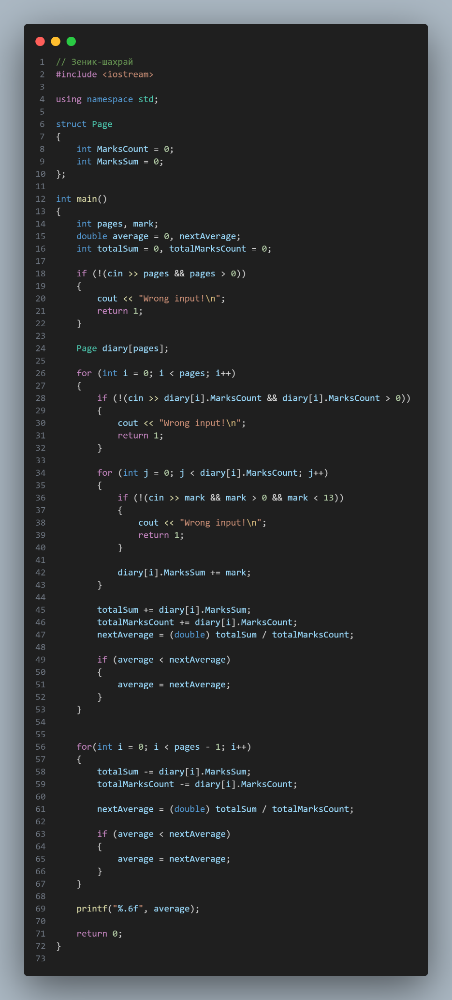 1 // Зеник-шахрай
2 #include <iostream>
3
4 using namespace std;
5
6 struct Page
7 {
8     int MarksCount = 0;
9     int MarksSum = 0;
10 };
11
12 int main()
13 {
14     int pages, mark;
15     double average = 0, nextAverage;
16     int totalSum = 0, totalMarksCount = 0;
17
18     if (!(cin >> pages && pages > 0))
19     {
20         cout << "Wrong input!\n";
21         return 1;
22     }
23
24     Page diary[pages];
25
26     for (int i = 0; i < pages; i++)
27     {
28         if (!(cin >> diary[i].MarksCount && diary[i].MarksCount > 0))
29         {
30             cout << "Wrong input!\n";
31             return 1;
32         }
33
34         for (int j = 0; j < diary[i].MarksCount; j++)
35         {
36             if (!(cin >> mark && mark > 0 && mark < 13))
37             {
38                 cout << "Wrong input!\n";
39                 return 1;
40             }
41
42             diary[i].MarksSum += mark;
43         }
44
45         totalSum += diary[i].MarksSum;
46         totalMarksCount += diary[i].MarksCount;
47         nextAverage = (double) totalSum / totalMarksCount;
48
49         if (average < nextAverage)
50         {
51             average = nextAverage;
52         }
53     }
54
55
56     for(int i = 0; i < pages - 1; i++)
57     {
58         totalSum -= diary[i].MarksSum;
59         totalMarksCount -= diary[i].MarksCount;
60
61         nextAverage = (double) totalSum / totalMarksCount;
62
63         if (average < nextAverage)
64         {
65             average = nextAverage;
66         }
67     }
68
69     printf("%.6f", average);
70
71     return 0;
72 }
73